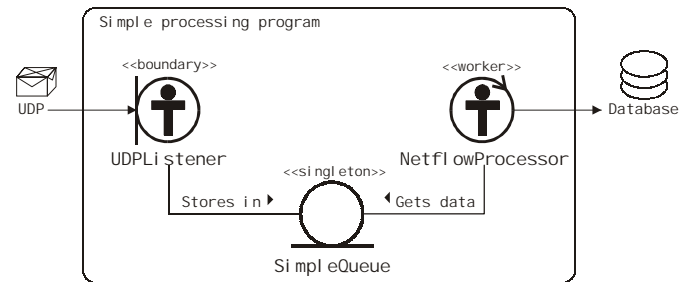 Simple processing program
<<boundary>>
<<worker>>
UDP
Database
UDPListener
NetflowProcessor
<<singleton>>
Stores in
Gets data
SimpleQueue